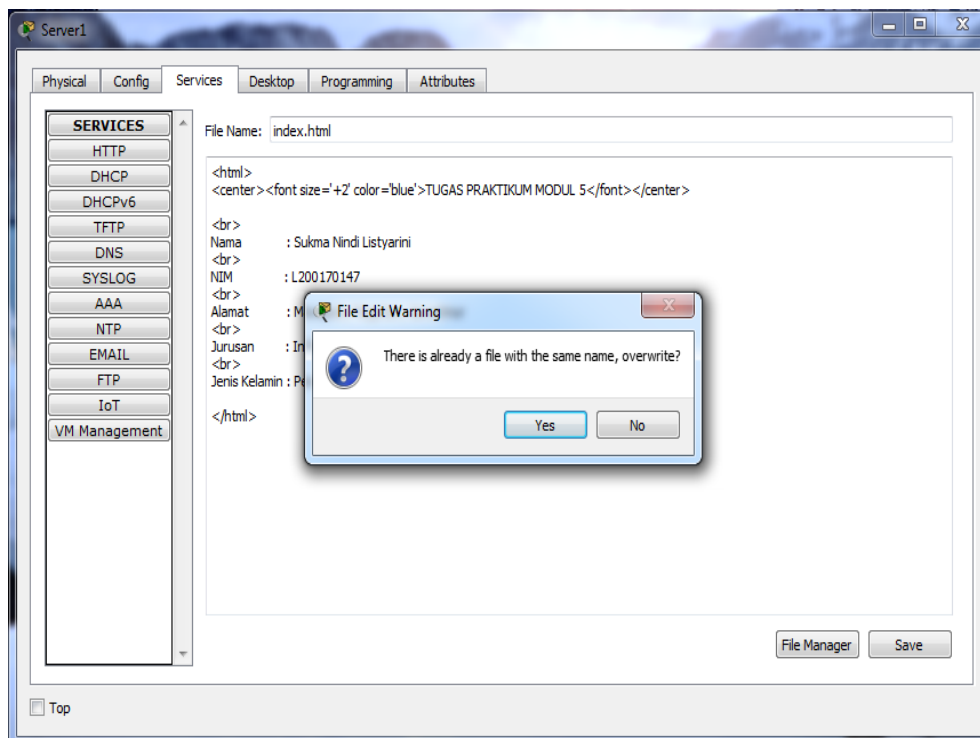 Server1
Physical Config Services Desktop Programming Attributes
SERVICES
HTTP
DHCP
DHCPv6
TFTP
DNS
SYSLOG
AAA
NTP
EMAIL
FTP
IoT
VM Management
File Name: index.html
<html>
<center><font size='+2' color='blue'>TUGAS PRAKTIKUM MODUL 5</font></center>
<br>
Nama : Sukma Nindi Listyarini
<br>
NIM : L200170147
<br>
Alamat : M
<br>
Jurusan : In
<br>
Jenis Kelamin : Pe
</html>
File Edit Warning
There is already a file with the same name, overwrite?
Yes No
File Manager Save
Top